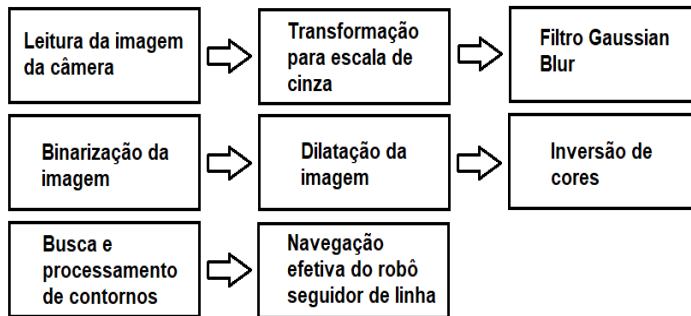 Leitura da imagem
da câmera
Transformação
para escala de
cinza
Filtro Gaussian
Blur
Binarização da
imagem
Dilatação da
imagem
Inversão de
cores
Busca e
processamento
de contornos
Navegação
efetiva do robô
seguidor de linha